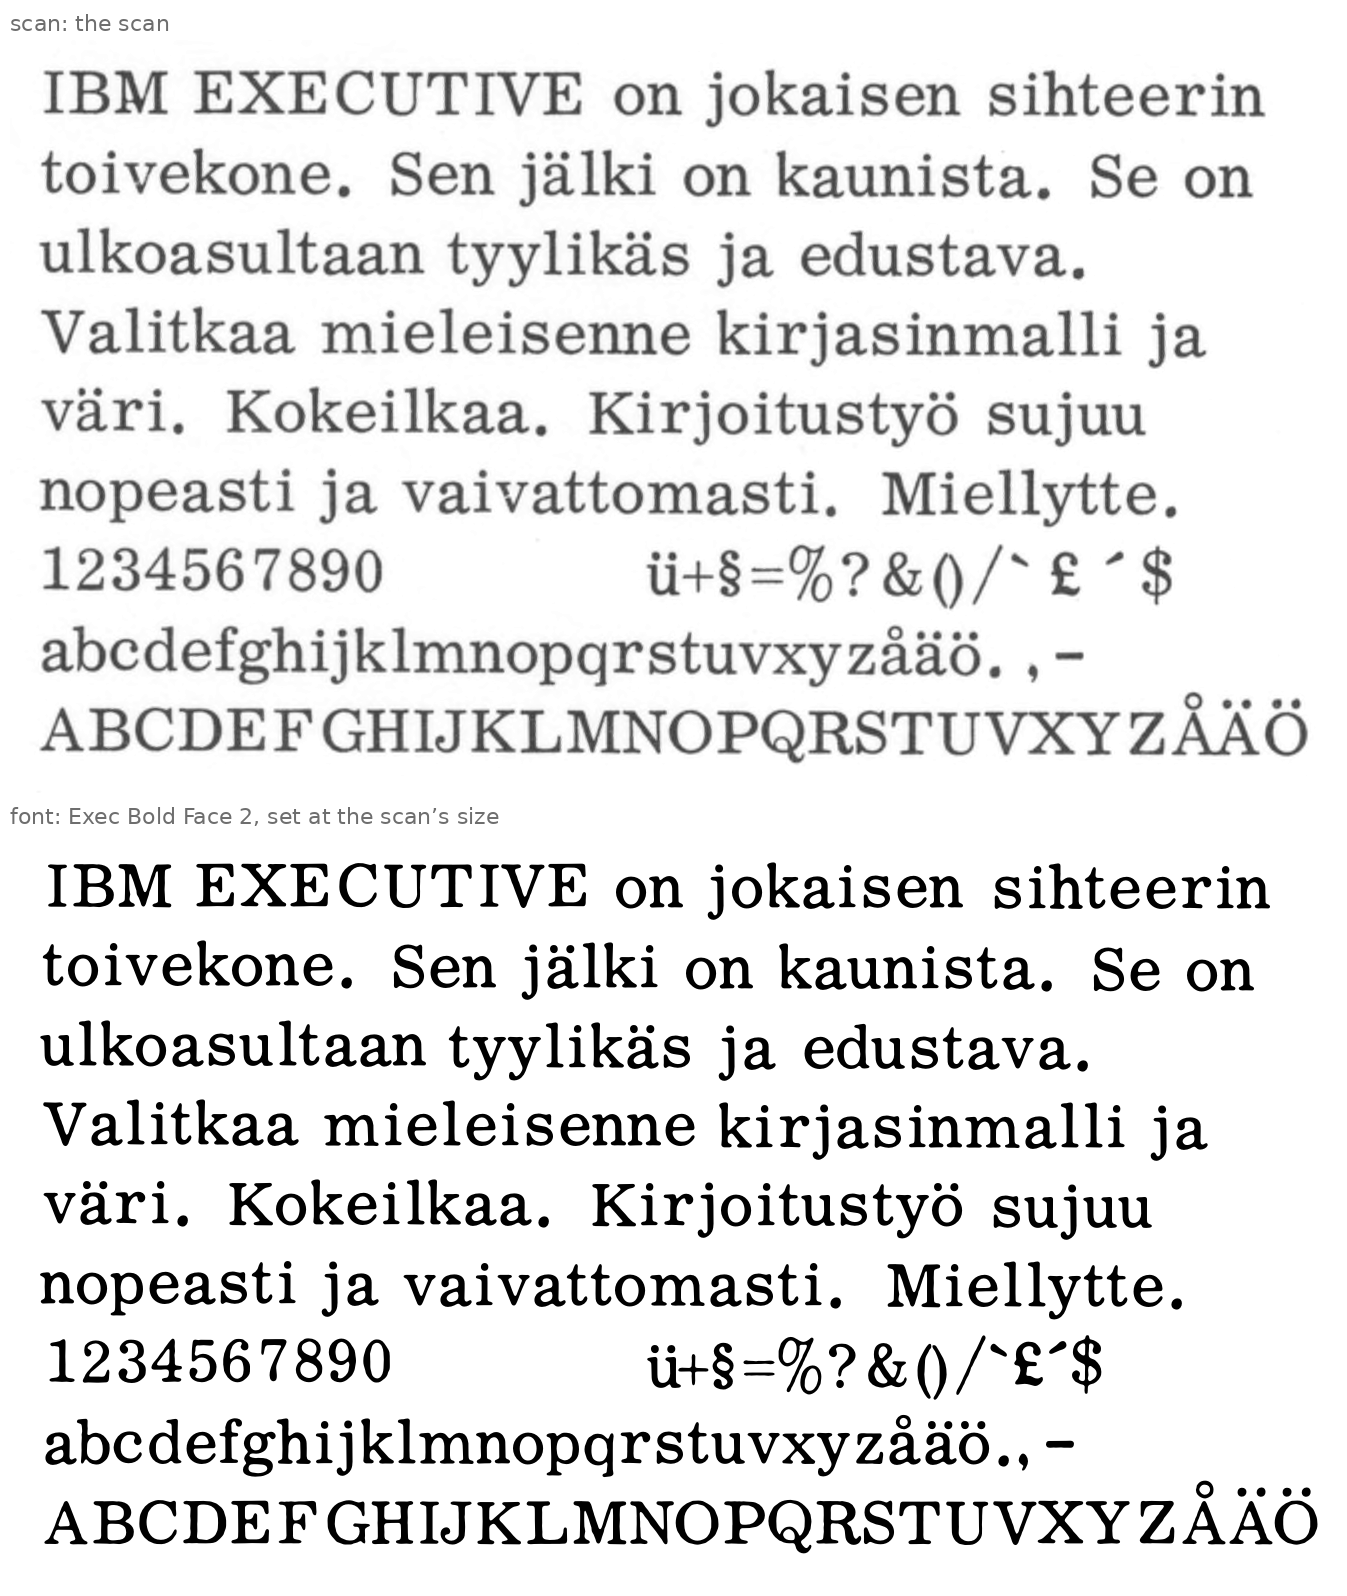 scan: the scan
IBM EXECUTIVE on jokaisen sihteerin
toivekone. Sen jälki on kaunista. Se on
ulkoasultaan tyylikäs ja edustava.
Valitkaa mieleisenne kirjasinmalli ja
väri. Kokeilkaa. Kirjoitustyö sujuu
nopeasti ja vaivattomasti. Miellytte.
1234567890 ü+§=%?&()/` £ ´$
abcdefghijklmnopqrstuvxyzåäö. ,-
ABCDEFGHIJKLMNOPQRSTUVXYZÅÄÖ
font: Exec Bold Face 2, set at the scan’s size
IBM EXECUTIVE on jokaisen sihteerin
toivekone. Sen jälki on kaunista. Se on
ulkoasultaan tyylikäs ja edustava.
Valitkaa mieleisenne kirjasinmalli ja
väri. Kokeilkaa. Kirjoitustyö sujuu
nopeasti ja vaivattomasti. Miellytte.
1234567890 ü+§=%?&()/`£´$
abcdefghijklmnopqrstuvxyzåäö.,-
ABCDEFGHIJKLMNOPQRSTUVXYZÅÄÖ